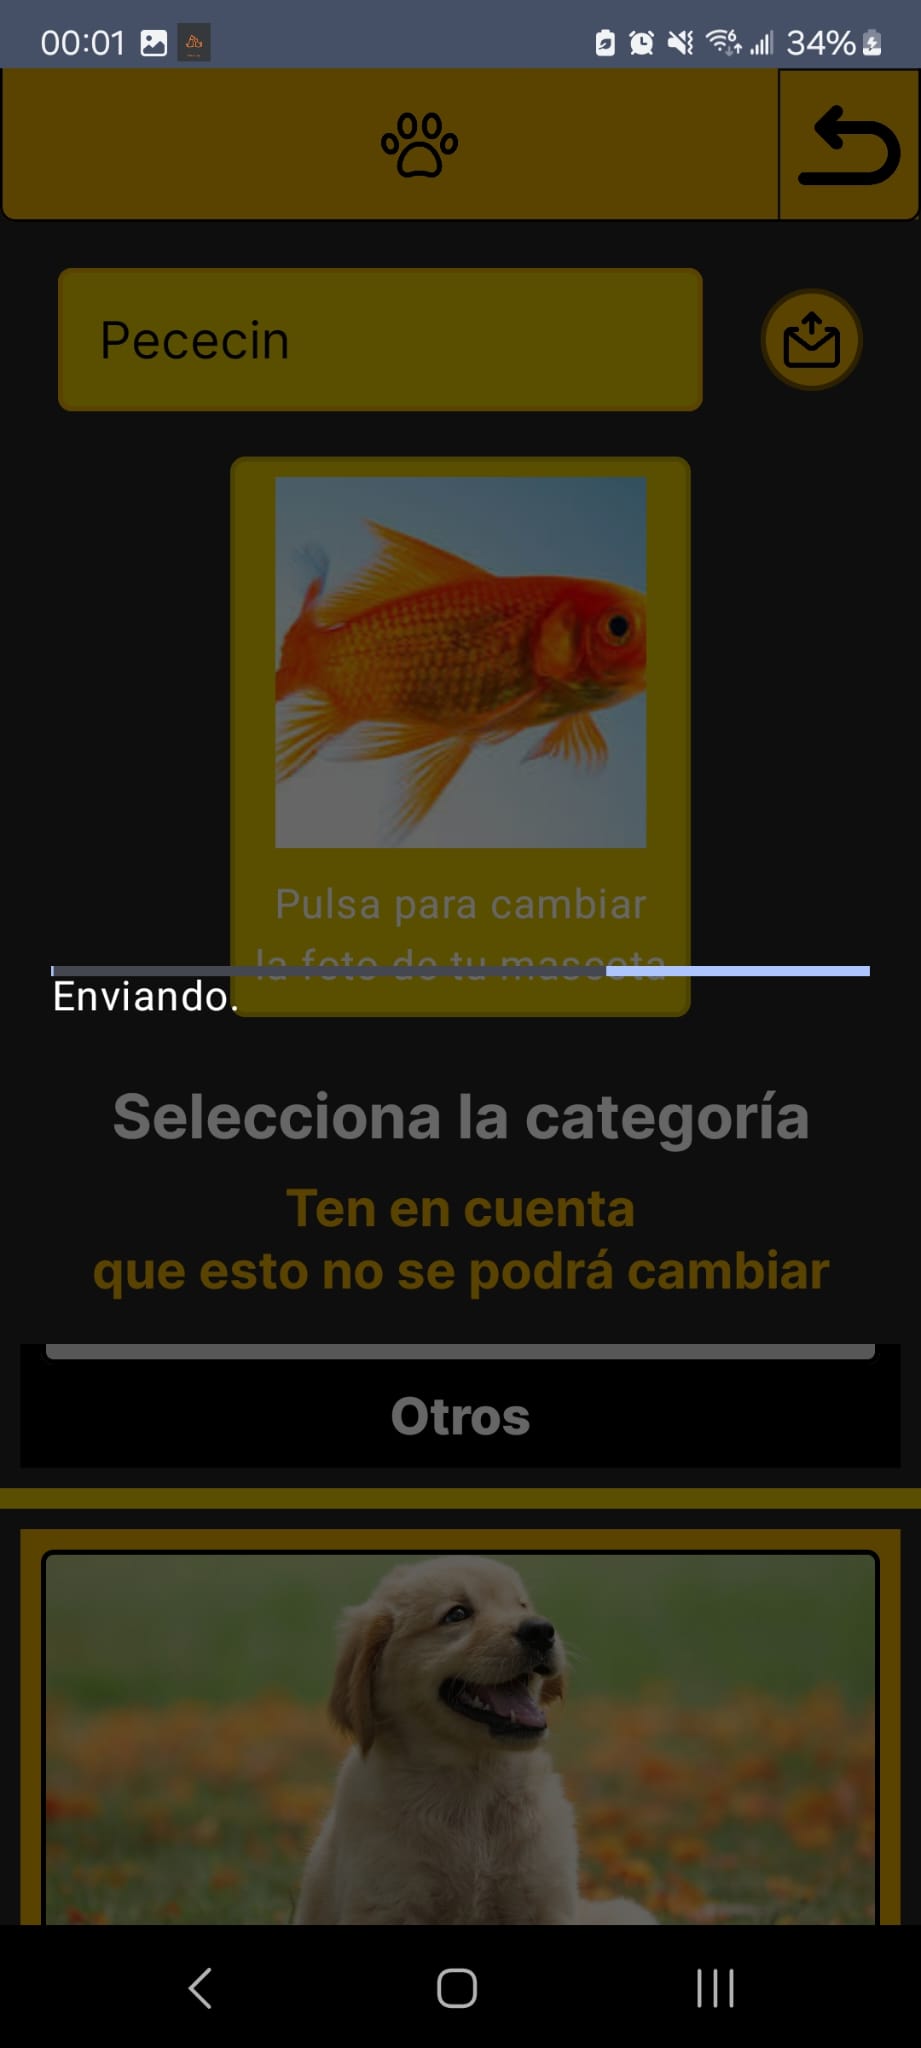 00:01
34%
Pececin
Pulsa para cambiar
la foto de tu mascota
Enviando.
Selecciona la categoría
Ten en cuenta
que esto no se podrá cambiar
Otros